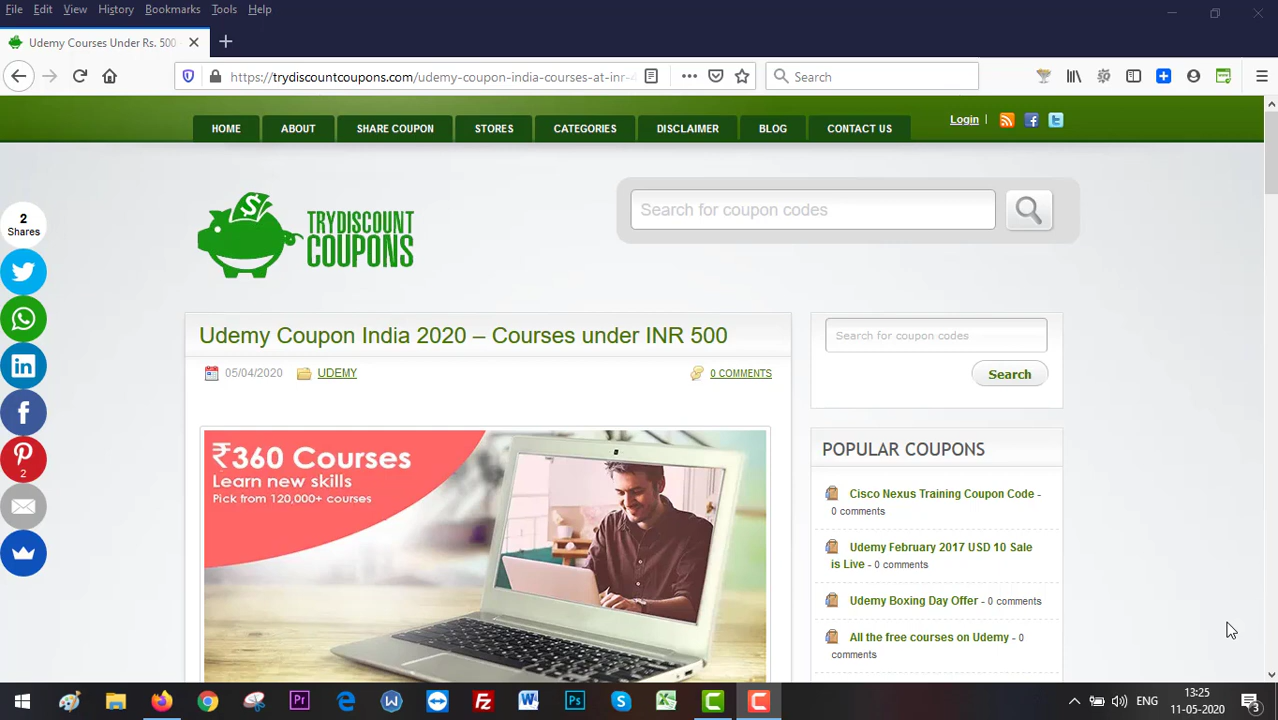 File Edit View History Bookmarks Tools Help
Udemy Courses Under Rs. 500
https://trydiscountcoupons.com/udemy-coupon-india-courses-at-inr-
Search
HOME ABOUT SHARE COUPON STORES CATEGORIES DISCLAIMER BLOG CONTACT US
Login |
TRYDISCOUNT
COUPONS
Search for coupon codes
2
Shares
2
Udemy Coupon India 2020 – Courses under INR 500
05/04/2020 UDEMY 0 COMMENTS
₹360 Courses
Learn new skills
Pick from 120,000+ courses
Search for coupon codes
Search
POPULAR COUPONS
Cisco Nexus Training Coupon Code -
0 comments
Udemy February 2017 USD 10 Sale
is Live - 0 comments
Udemy Boxing Day Offer - 0 comments
All the free courses on Udemy - 0
comments
ENG
13:25
11-05-2020
3